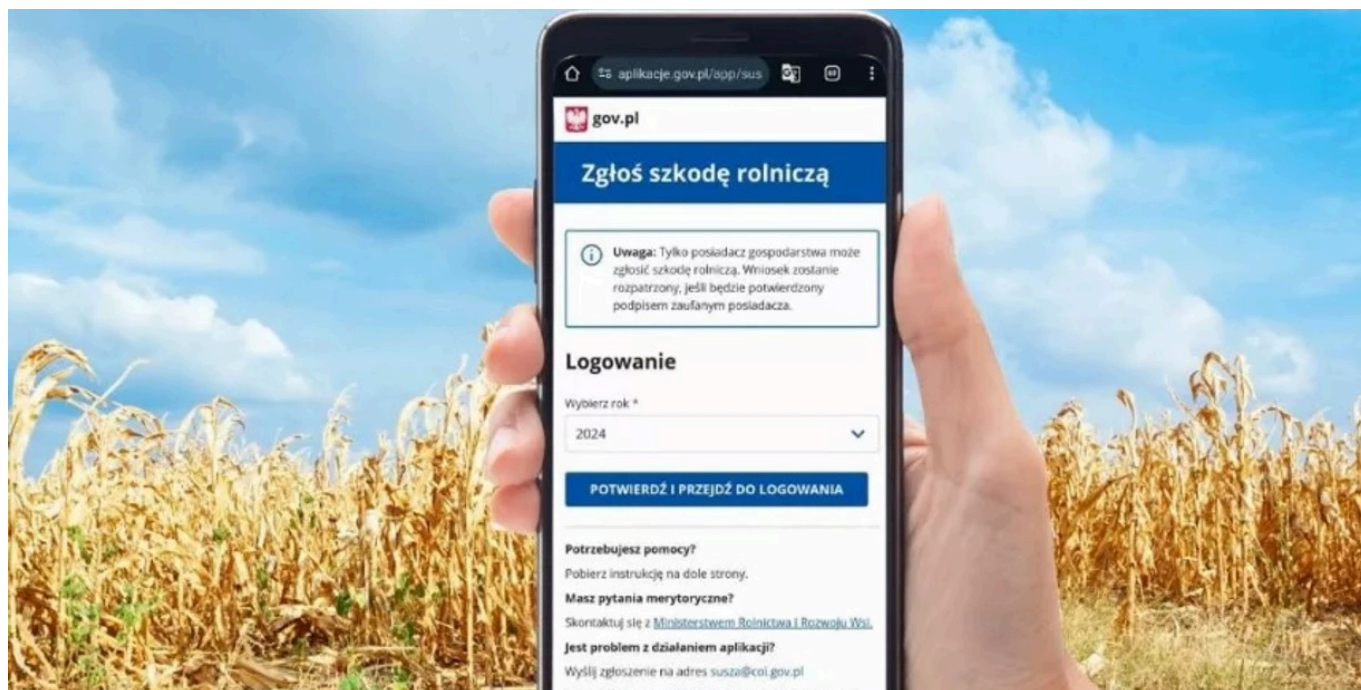 aplikacje.gov.pl/app/sus
gov.pl
Zgłoś szkodę rolniczą
Uwaga: Tylko posiadacz gospodarstwa może
zgłosić szkodę rolniczą. Wniosek zostanie
rozpatrzony, jeśli będzie potwierdzony
podpisem zaufanym posiadacza.
Logowanie
Wybierz rok *
2024
POTWIERDŹ I PRZEJDŹ DO LOGOWANIA
Potrzebujesz pomocy?
Pobierz instrukcję na dole strony.
Masz pytania merytoryczne?
Skontaktuj się z Ministerstwem Rolnictwa i Rozwoju Wsi.
Jest problem z działaniem aplikacji?
Wyślij zgłoszenie na adres susza@coi.gov.pl